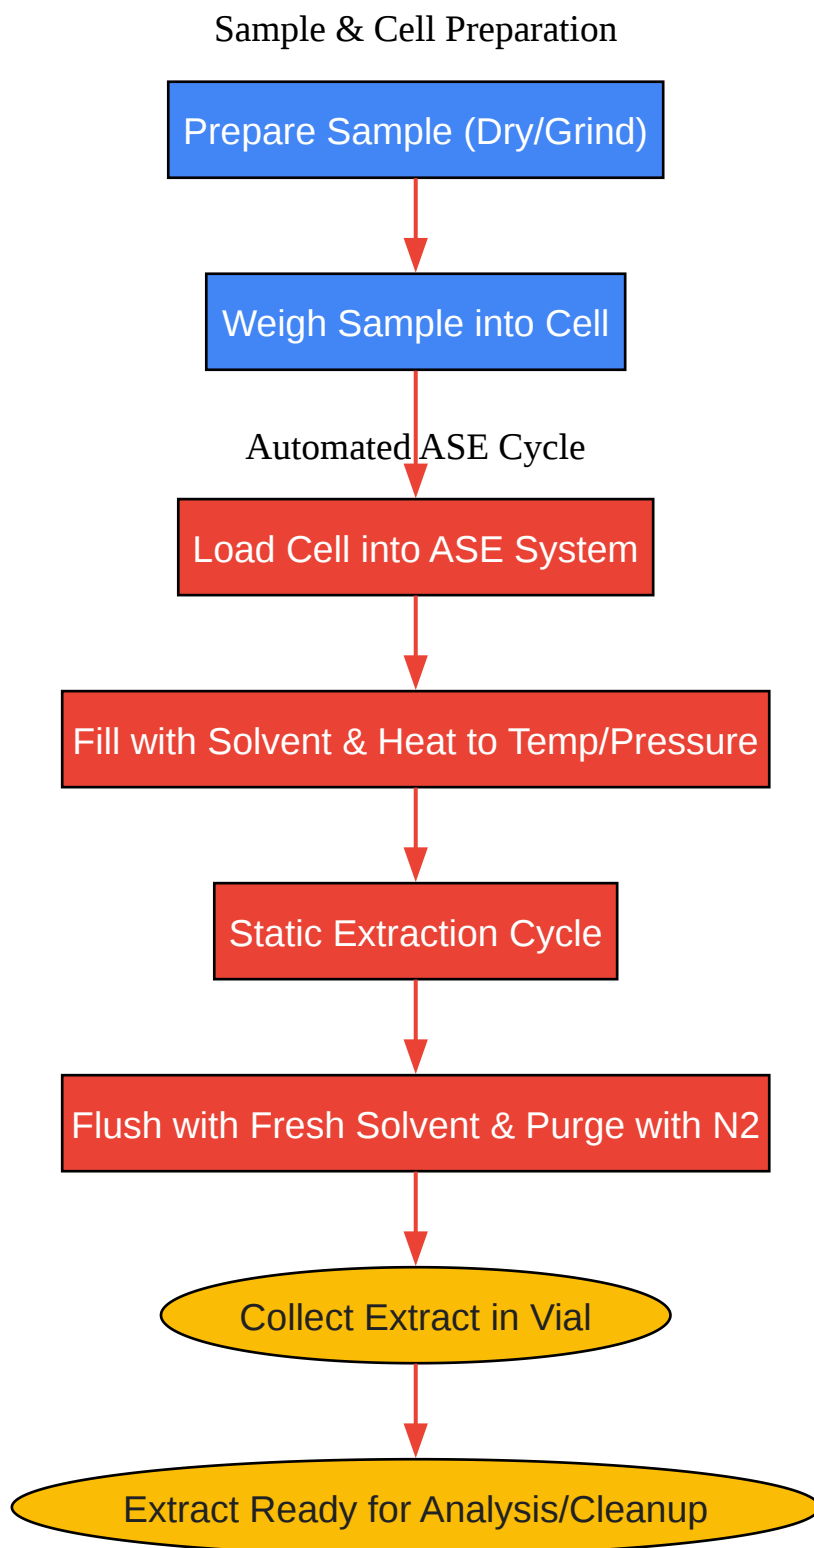 Sample & Cell Preparation
Prepare Sample (Dry/Grind)
Weigh Sample into Cell
Automated ASE Cycle
Load Cell into ASE System
Fill with Solvent & Heat to Temp/Pressure
Static Extraction Cycle
Flush with Fresh Solvent & Purge with N2
Collect Extract in Vial
Extract Ready for Analysis/Cleanup